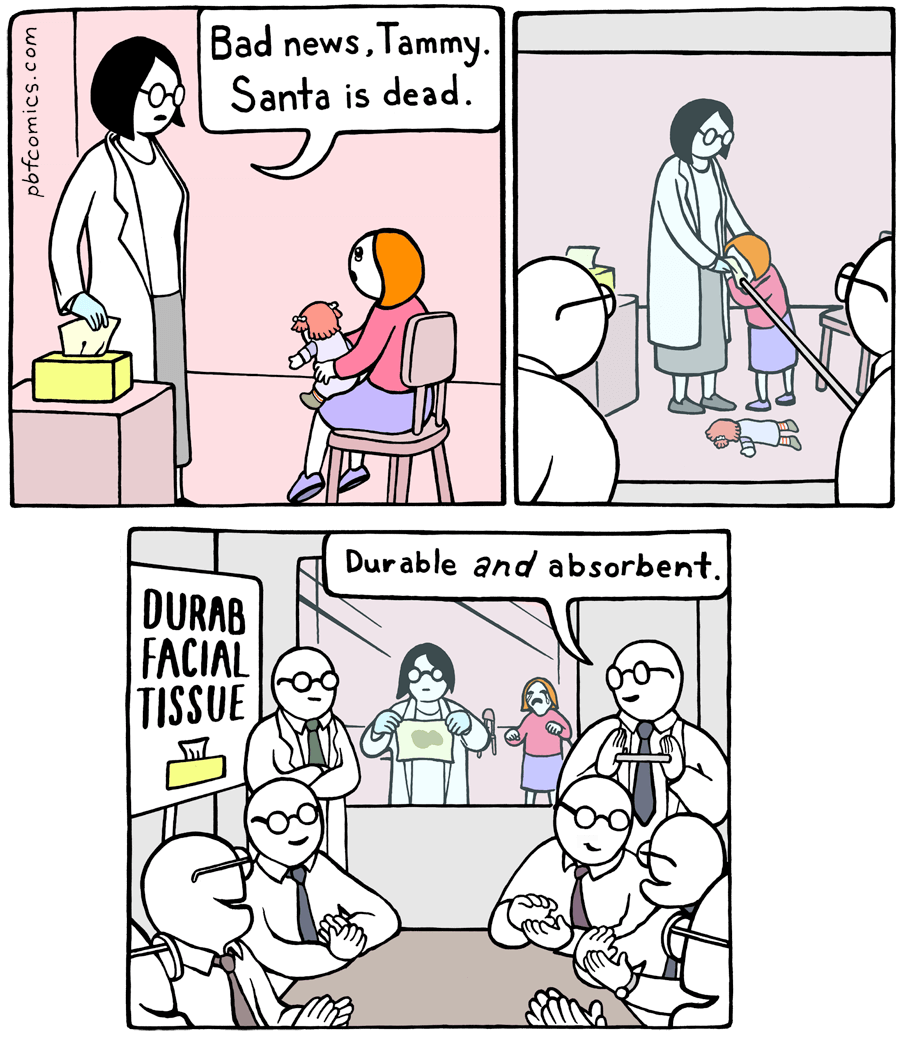 pbfcomics.com
Bad news, Tammy.
Santa is dead.
Durable and absorbent.
DURAB
FACIAL
TISSUE